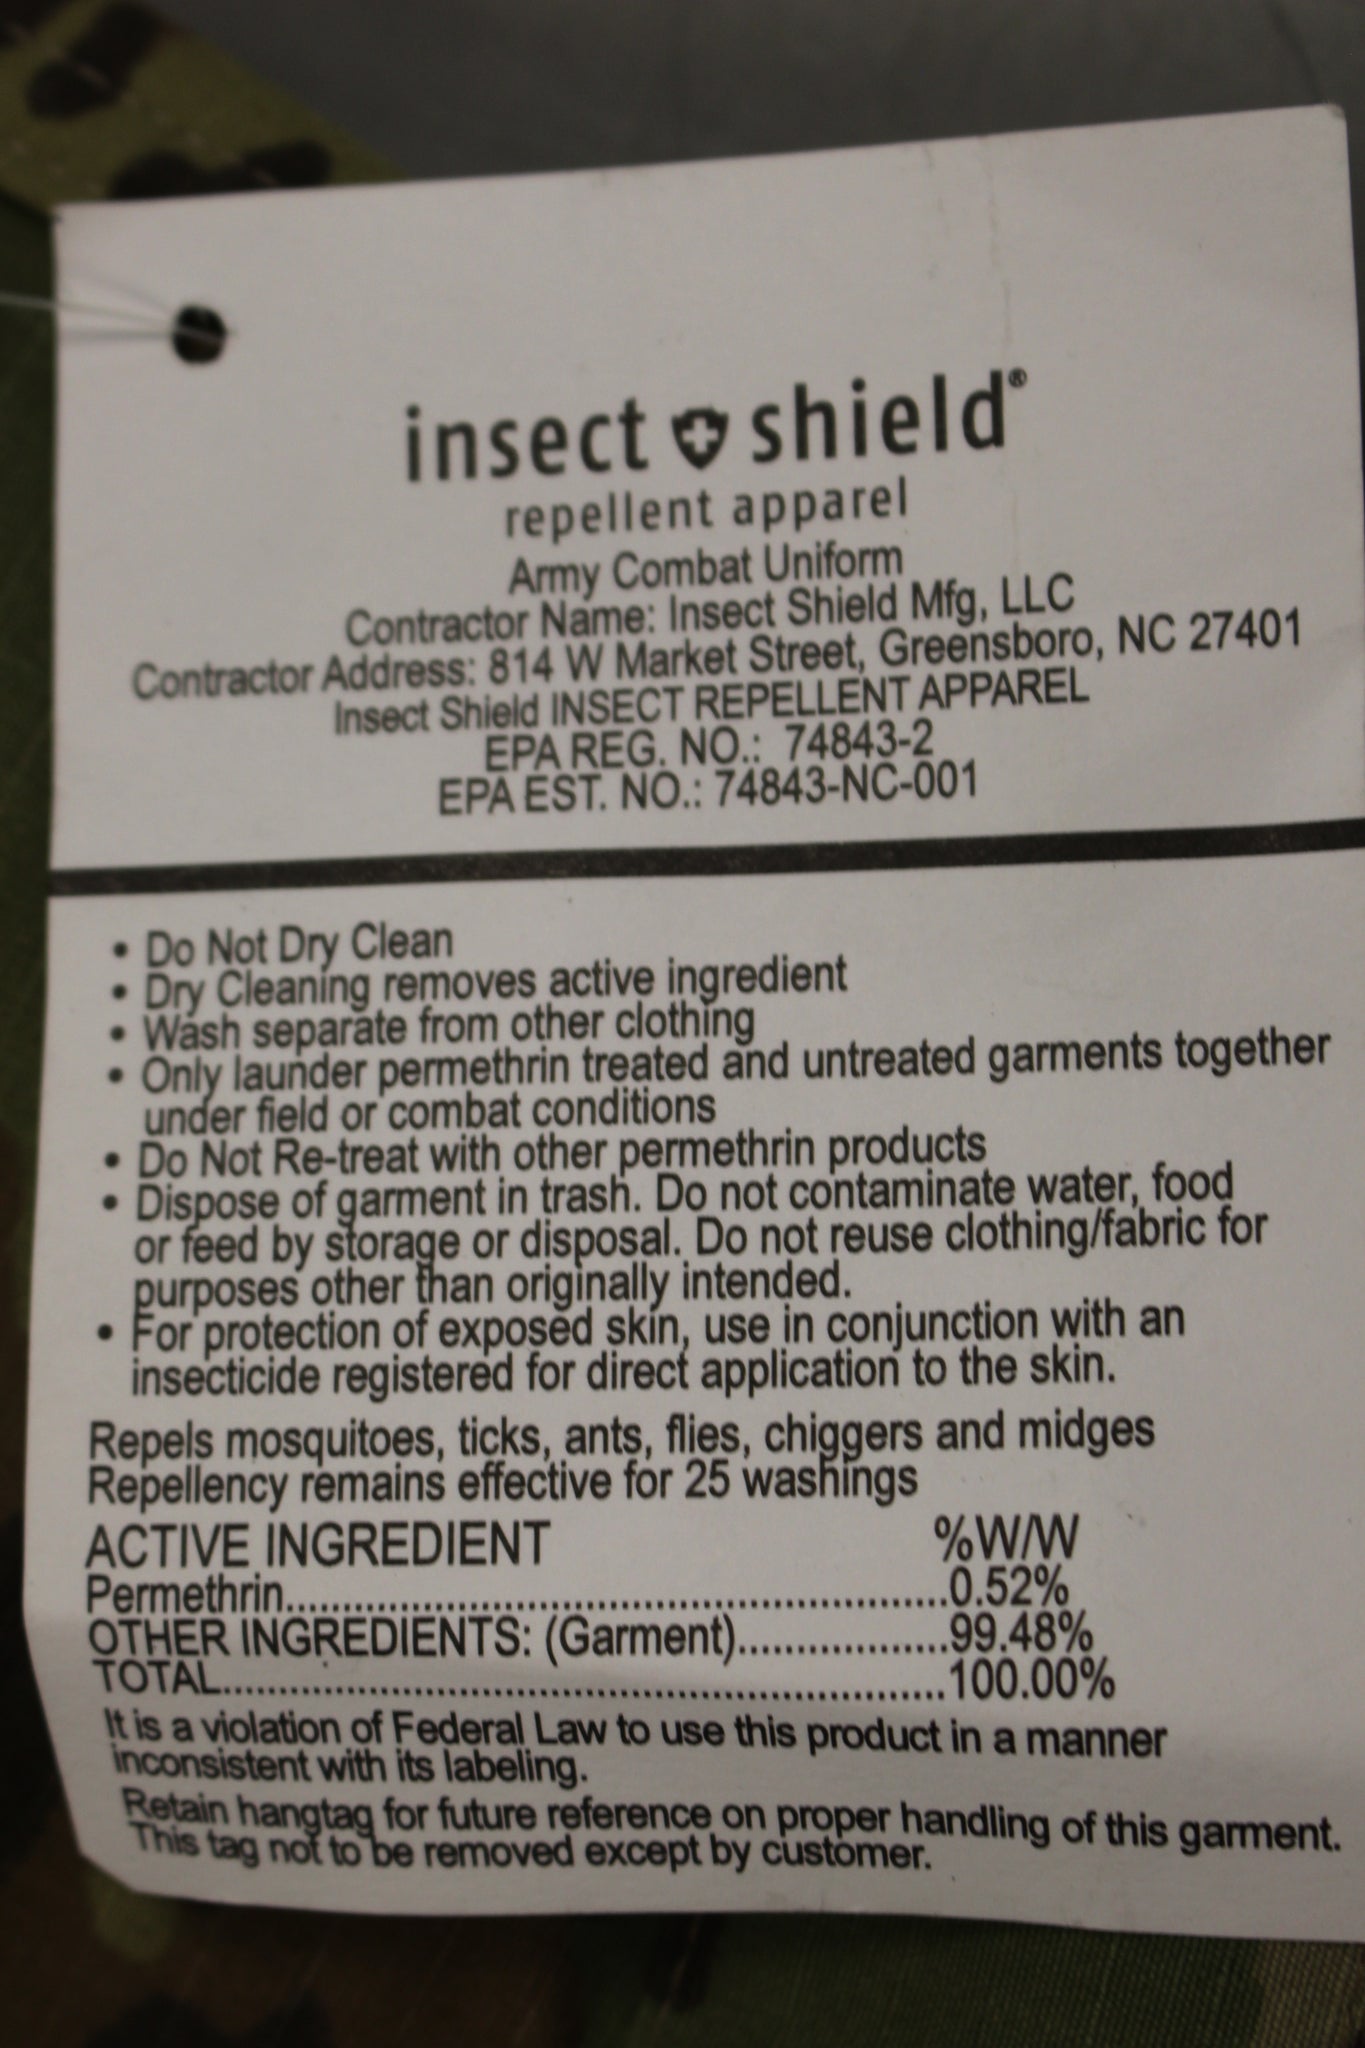 insect shield®
repellent apparel
Army Combat Uniform
Contractor Name: Insect Shield Mfg, LLC
Contractor Address: 814 W Market Street, Greensboro, NC 27401
Insect Shield INSECT REPELLENT APPAREL
EPA REG. NO.: 74843-2
EPA EST. NO.: 74843-NC-001
• Do Not Dry Clean
• Dry Cleaning removes active ingredient
• Wash separate from other clothing
• Only launder permethrin treated and untreated garments together
under field or combat conditions
• Do Not Re-treat with other permethrin products
• Dispose of garment in trash. Do not contaminate water, food
or feed by storage or disposal. Do not reuse clothing/fabric for
purposes other than originally intended.
• For protection of exposed skin, use in conjunction with an
insecticide registered for direct application to the skin.
Repels mosquitoes, ticks, ants, flies, chiggers and midges
Repellency remains effective for 25 washings
ACTIVE INGREDIENT %W/W
Permethrin..........................................................0.52%
OTHER INGREDIENTS: (Garment)...................99.48%
TOTAL................................................................100.00%
It is a violation of Federal Law to use this product in a manner
inconsistent with its labeling.
Retain hangtag for future reference on proper handling of this garment.
This tag not to be removed except by customer.